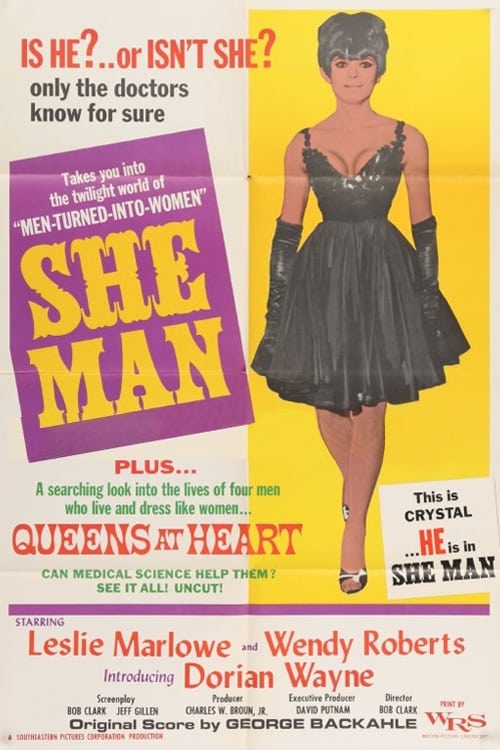 IS HE?..or ISN'T SHE?
only the doctors
know for sure
Takes you into
the twilight world of
"MEN-TURNED-INTO-WOMEN"
SHE
MAN
PLUS...
A searching look into the lives of four men
who live and dress like women...
QUEENS AT HEART
CAN MEDICAL SCIENCE HELP THEM?
SEE IT ALL! UNCUT!
This is
CRYSTAL
...HE is in
SHE MAN
STARRING
Leslie Marlowe and Wendy Roberts
Introducing Dorian Wayne
Screenplay
BOB CLARK JEFF GILLEN
Producer
CHARLES W. BROUN, JR.
Executive Producer
DAVID PUTNAM
Director
BOB CLARK
Original Score by GEORGE BACKAHLE
A SOUTHEASTERN PICTURES CORPORATION PRODUCTION
PRINT BY
WRS
MOTION PICTURE LABORATORY